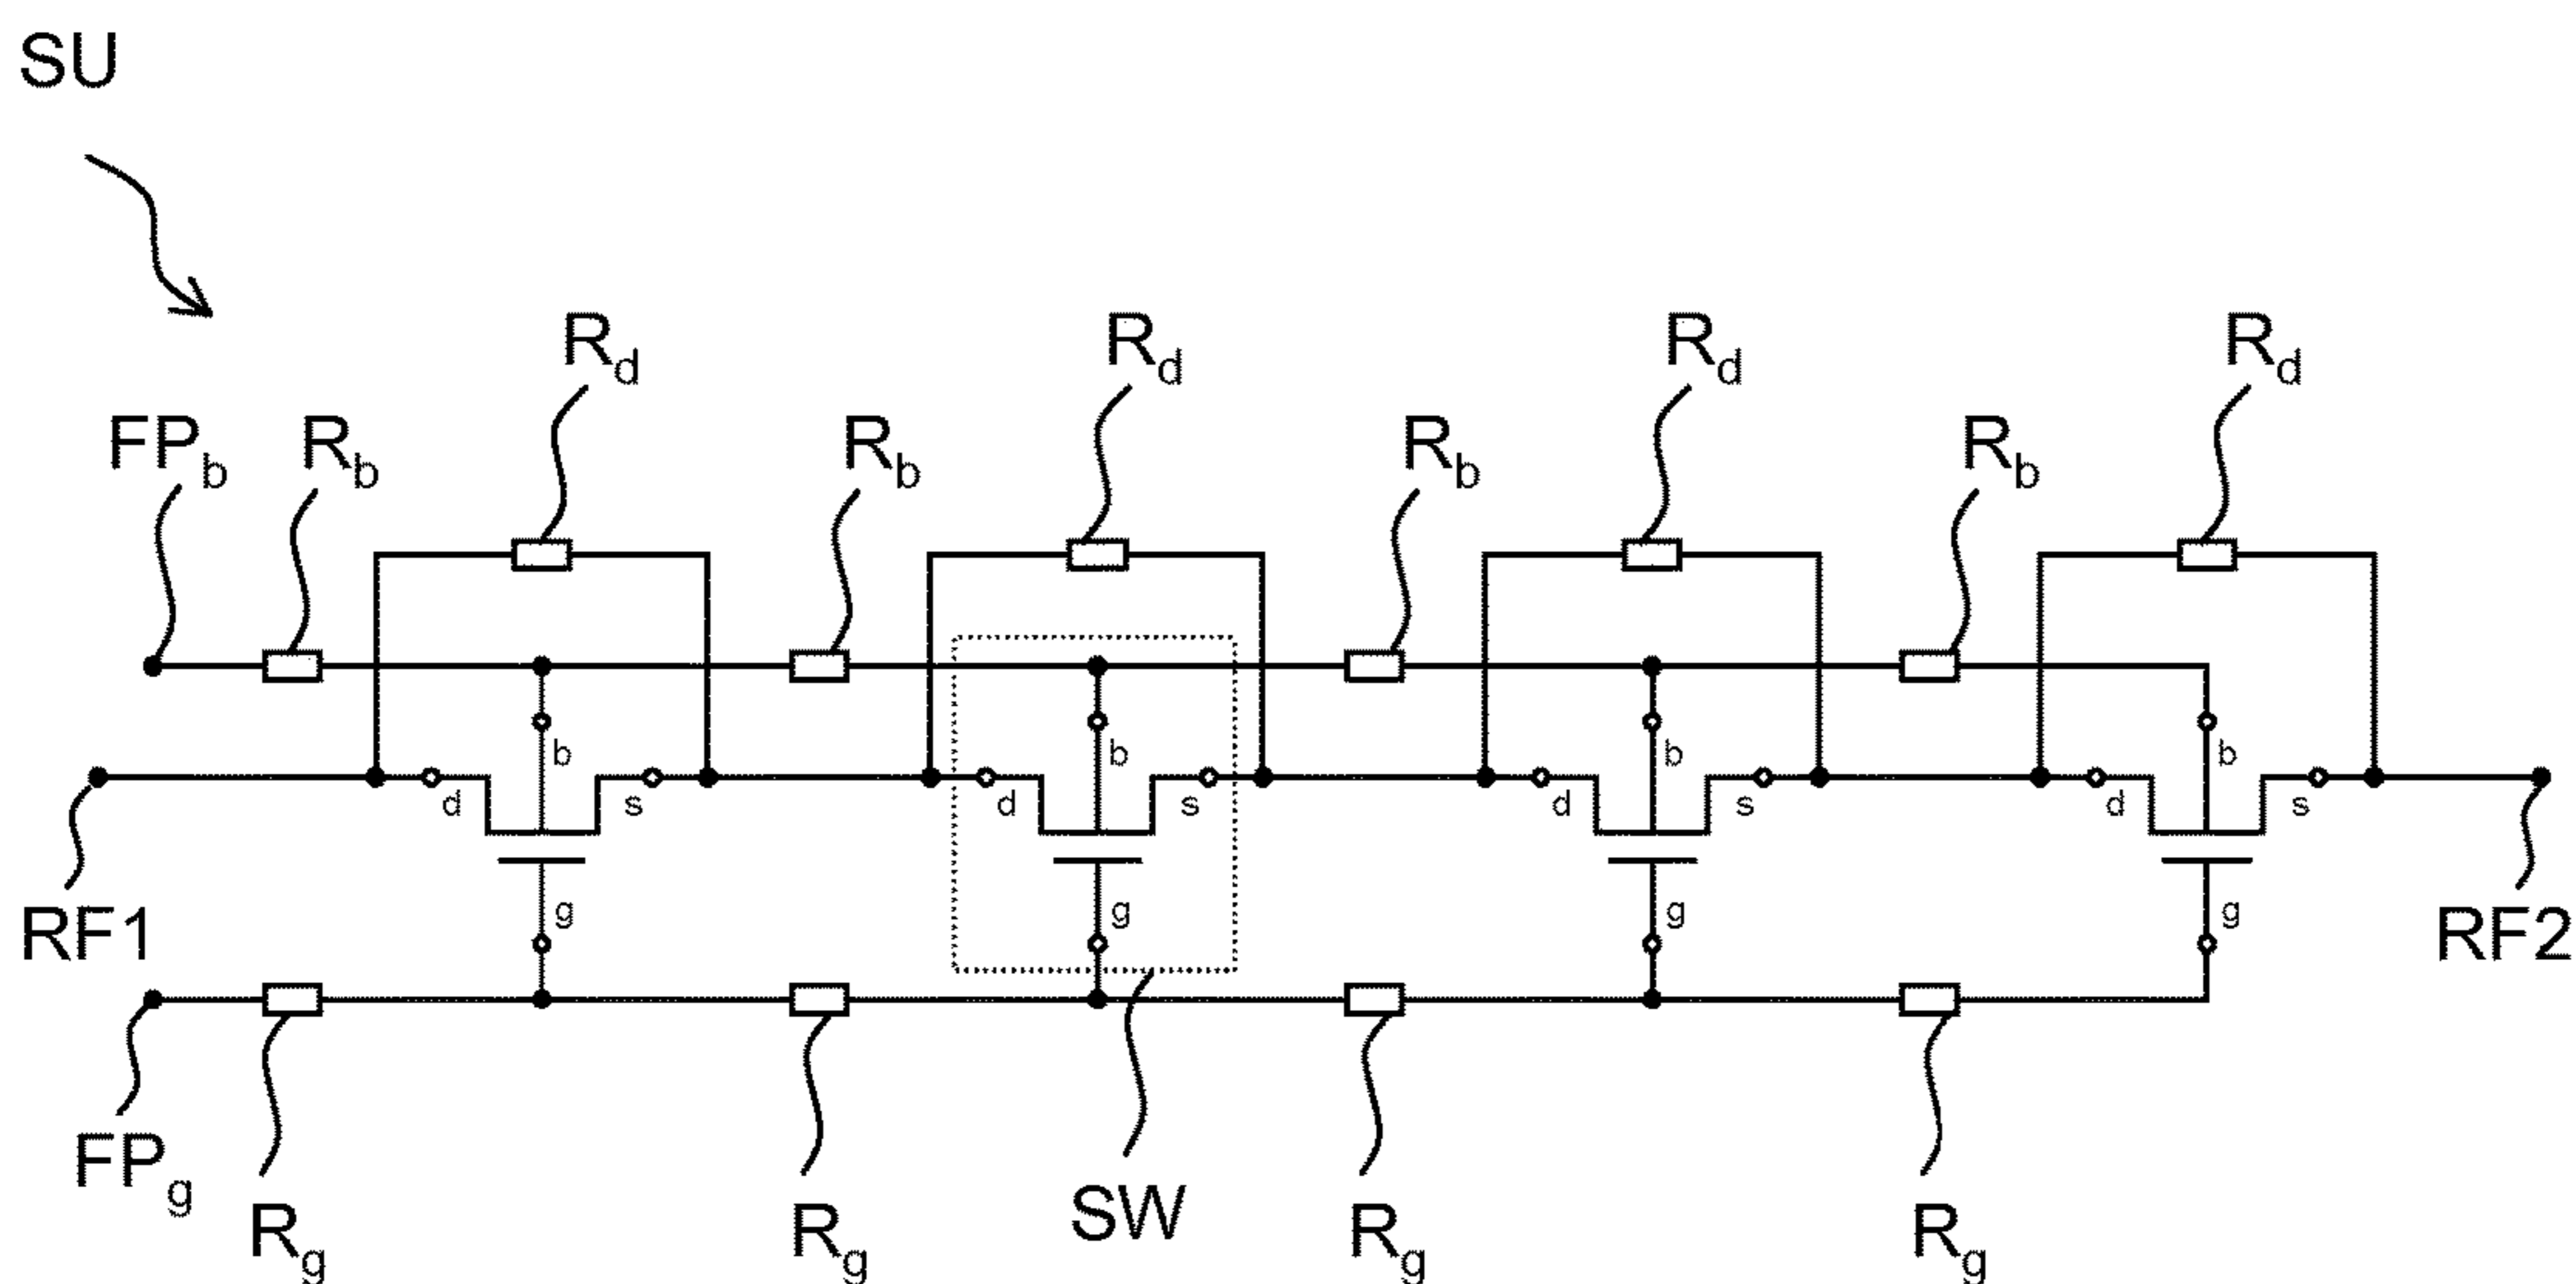 SU
R_d R_d R_d R_d
FP_b R_b R_b R_b R_b
b b b b
d s d s d s d s
g g g g
RF1 RF2
FP_g
R_g R_g SW R_g R_g